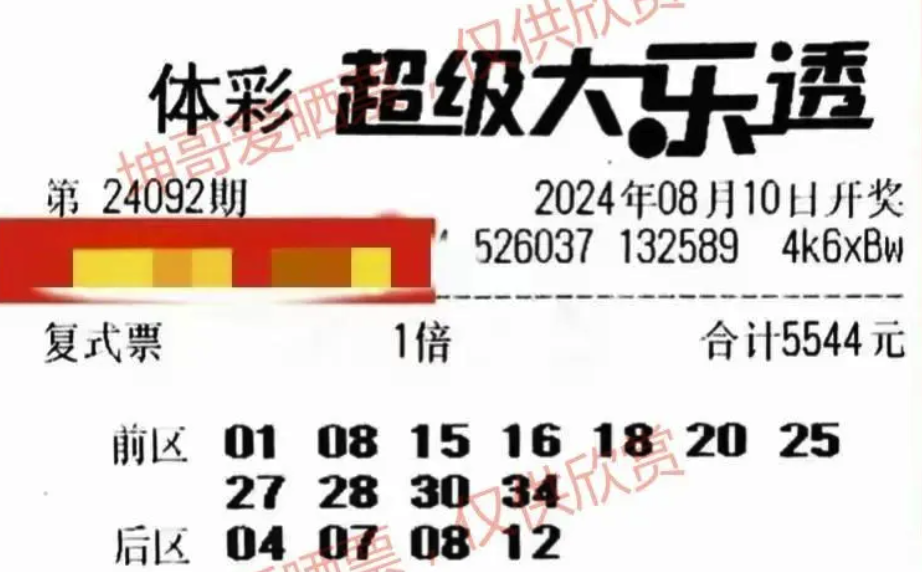 体彩 超级大乐透
坤哥爱晒票，仅供欣赏
第 24092期 2024年08月10日开奖
526037 132589 4k6xBw
复式票 1倍 合计5544元
前区 01 08 15 16 18 20 25
27 28 30 34
后区 04 07 08 12
坤哥爱晒票，仅供欣赏